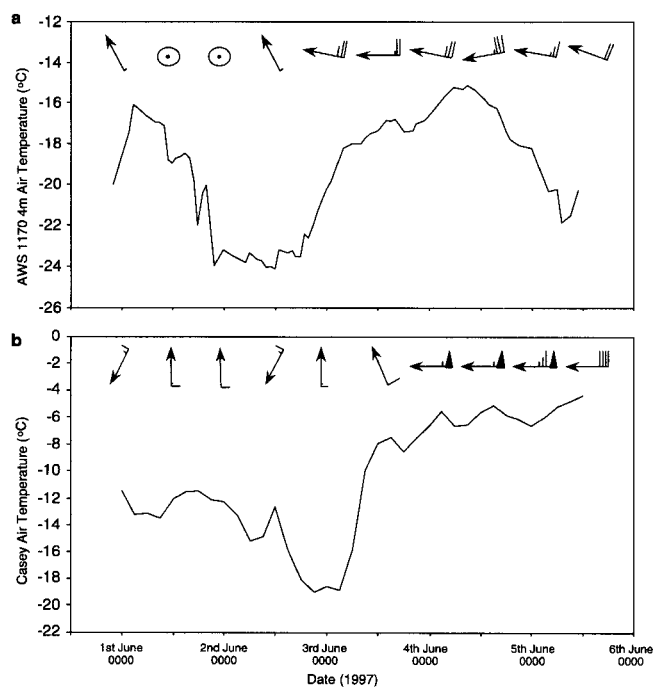 a
-12
-14
-16
-18
-20
-22
-24
-26
AWS 1170 4m Air Temperature (°C)
b
0
-2
-4
-6
-8
-10
-12
-14
-16
-18
-20
-22
Casey Air Temperature (°C)
1st June 2nd June 3rd June 4th June 5th June 6th June
0000 0000 0000 0000 0000 0000
Date (1997)